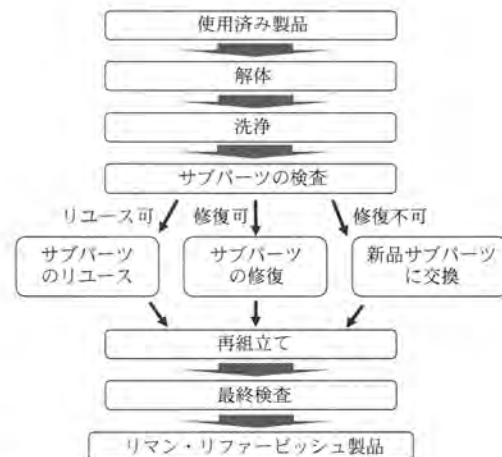 使用済み製品
解体
洗浄
サブパーツの検査
リユース可
修復可
修復不可
サブパーツ
のリユース
サブパーツ
の修復
新品サブパーツ
に交換
再組立て
最終検査
リマン・リファービッシュ製品